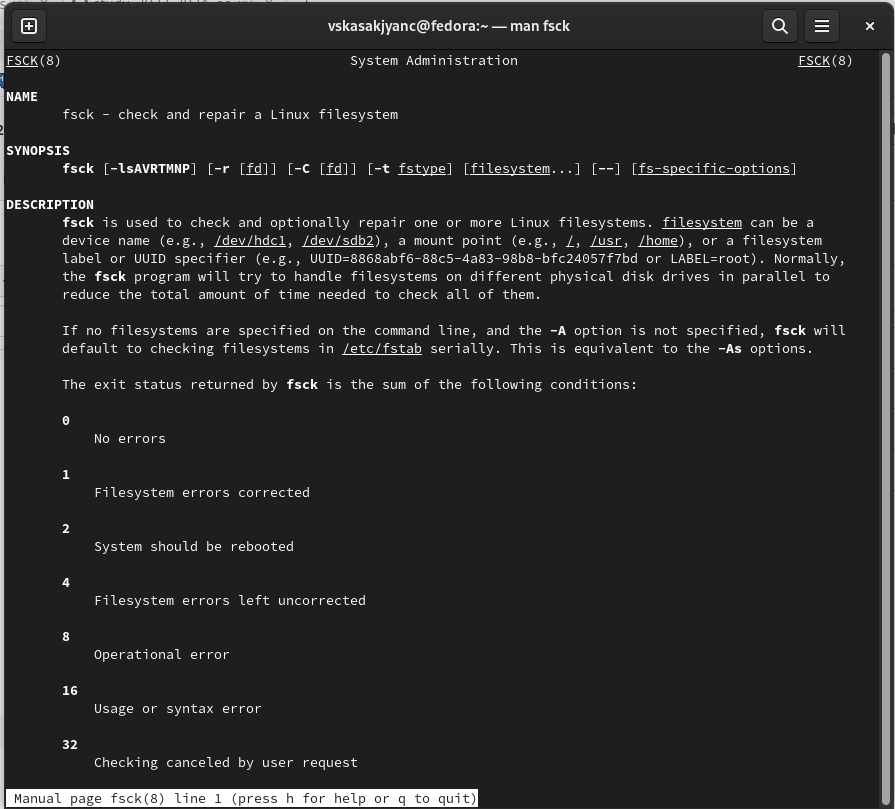 vskasakjyanc@fedora:~ — man fsck
FSCK(8) System Administration FSCK(8)
NAME
fsck - check and repair a Linux filesystem
SYNOPSIS
fsck [-lsAVRTMNP] [-r [fd]] [-C [fd]] [-t fstype] [filesystem...] [--] [fs-specific-options]
DESCRIPTION
fsck is used to check and optionally repair one or more Linux filesystems. filesystem can be a
device name (e.g., /dev/hdc1, /dev/sdb2), a mount point (e.g., /, /usr, /home), or a filesystem
label or UUID specifier (e.g., UUID=8868abf6-88c5-4a83-98b8-bfc24057f7bd or LABEL=root). Normally,
the fsck program will try to handle filesystems on different physical disk drives in parallel to
reduce the total amount of time needed to check all of them.
If no filesystems are specified on the command line, and the -A option is not specified, fsck will
default to checking filesystems in /etc/fstab serially. This is equivalent to the -As options.
The exit status returned by fsck is the sum of the following conditions:
0
No errors
1
Filesystem errors corrected
2
System should be rebooted
4
Filesystem errors left uncorrected
8
Operational error
16
Usage or syntax error
32
Checking canceled by user request
Manual page fsck(8) line 1 (press h for help or q to quit)